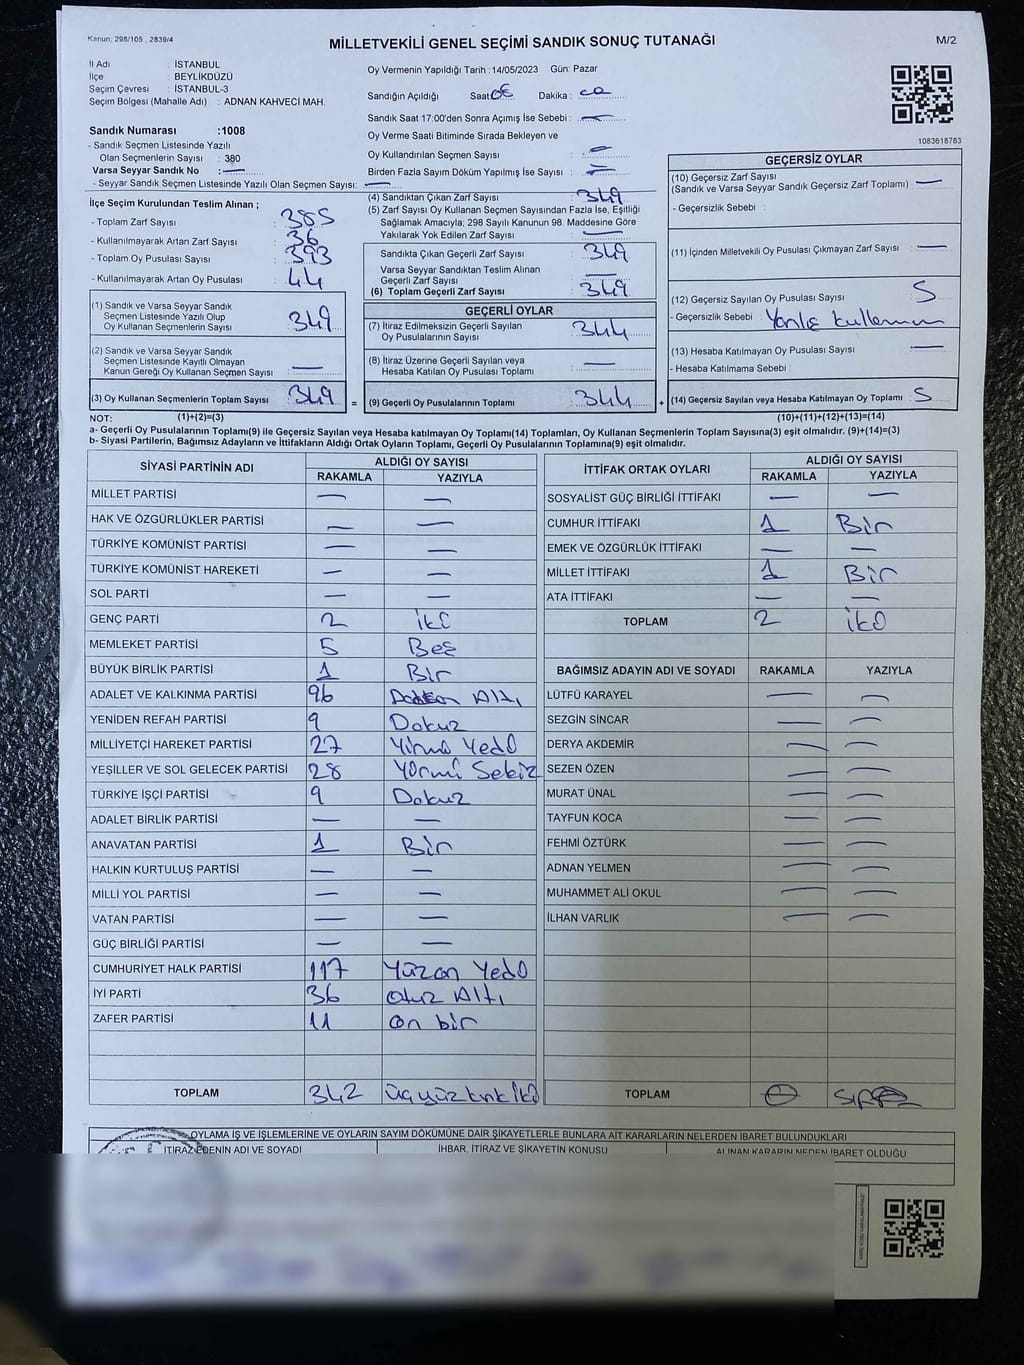 Kanun; 298/105 , 2839/4
MİLLETVEKİLİ GENEL SEÇİMİ SANDIK SONUÇ TUTANAĞI
M/2
İl Adı : İSTANBUL
İlçe : BEYLİKDÜZÜ
Seçim Çevresi : İSTANBUL-3
Seçim Bölgesi (Mahalle Adı) : ADNAN KAHVECİ MAH.
Sandık Numarası :1008
- Sandık Seçmen Listesinde Yazılı
Olan Seçmenlerin Sayısı : 380
Varsa Seyyar Sandık No : —
- Seyyar Sandık Seçmen Listesinde Yazılı Olan Seçmen Sayısı: —
Oy Vermenin Yapıldığı Tarih :14/05/2023 Gün: Pazar
Sandığın Açıldığı Saat Dakika :
Sandık Saat 17:00'den Sonra Açılmış İse Sebebi : —
Oy Verme Saati Bitiminde Sırada Bekleyen ve
Oy Kullandırılan Seçmen Sayısı : —
Birden Fazla Sayım Döküm Yapılmış İse Sayısı : —
1083618783
İlçe Seçim Kurulundan Teslim Alınan ;
- Toplam Zarf Sayısı : 385
- Kullanılmayarak Artan Zarf Sayısı : 36
- Toplam Oy Pusulası Sayısı : 393
- Kullanılmayarak Artan Oy Pusulası : 44
(1) Sandık ve Varsa Seyyar Sandık
Seçmen Listesinde Yazılı Olup
Oy Kullanan Seçmenlerin Sayısı : 349
(2) Sandık ve Varsa Seyyar Sandık
Seçmen Listesinde Kayıtlı Olmayan
Kanun Gereği Oy Kullanan Seçmen Sayısı : —
(3) Oy Kullanan Seçmenlerin Toplam Sayısı : 349 =
(4) Sandıktan Çıkan Zarf Sayısı : 349
(5) Zarf Sayısı Oy Kullanan Seçmen Sayısından Fazla İse, Eşitliği
Sağlamak Amacıyla; 298 Sayılı Kanunun 98. Maddesine Göre
Yakılarak Yok Edilen Zarf Sayısı : —
Sandıkta Çıkan Geçerli Zarf Sayısı : 349
Varsa Seyyar Sandıktan Teslim Alınan
Geçerli Zarf Sayısı : —
(6) Toplam Geçerli Zarf Sayısı : 349
GEÇERLİ OYLAR
(7) İtiraz Edilmeksizin Geçerli Sayılan
Oy Pusulalarının Sayısı : 344
(8) İtiraz Üzerine Geçerli Sayılan veya
Hesaba Katılan Oy Pusulası Toplamı : —
(9) Geçerli Oy Pusulalarının Toplamı : 344 +
GEÇERSİZ OYLAR
(10) Geçersiz Zarf Sayısı
(Sandık ve Varsa Seyyar Sandık Geçersiz Zarf Toplamı) —
- Geçersizlik Sebebi :
(11) İçinden Milletvekili Oy Pusulası Çıkmayan Zarf Sayısı : —
(12) Geçersiz Sayılan Oy Pusulası Sayısı : 5
- Geçersizlik Sebebi : Yanlış kullanım
(13) Hesaba Katılmayan Oy Pusulası Sayısı : —
- Hesaba Katılmama Sebebi :
(14) Geçersiz Sayılan veya Hesaba Katılmayan Oy Toplamı : 5
NOT: (1)+(2)=(3) (10)+(11)+(12)+(13)=(14)
a- Geçerli Oy Pusulalarının Toplamı(9) ile Geçersiz Sayılan veya Hesaba katılmayan Oy Toplamı(14) Toplamları, Oy Kullanan Seçmenlerin Toplam Sayısına(3) eşit olmalıdır. (9)+(14)=(3)
b- Siyasi Partilerin, Bağımsız Adayların ve İttifakların Aldığı Ortak Oyların Toplamı, Geçerli Oy Pusulalarının Toplamına(9) eşit olmalıdır.
SİYASİ PARTİNİN ADI ALDIĞI OY SAYISI
RAKAMLA YAZIYLA
MİLLET PARTİSİ — —
HAK VE ÖZGÜRLÜKLER PARTİSİ — —
TÜRKİYE KOMÜNİST PARTİSİ — —
TÜRKİYE KOMÜNİST HAREKETİ — —
SOL PARTİ — —
GENÇ PARTİ 2 iki
MEMLEKET PARTİSİ 5 Beş
BÜYÜK BİRLİK PARTİSİ 1 Bir
ADALET VE KALKINMA PARTİSİ 96 Doksan Altı
YENİDEN REFAH PARTİSİ 9 Dokuz
MİLLİYETÇİ HAREKET PARTİSİ 27 Yirmi Yedi
YEŞİLLER VE SOL GELECEK PARTİSİ 28 Yirmi Sekiz
TÜRKİYE İŞÇİ PARTİSİ 9 Dokuz
ADALET BİRLİK PARTİSİ — —
ANAVATAN PARTİSİ 1 Bir
HALKIN KURTULUŞ PARTİSİ — —
MİLLİ YOL PARTİSİ — —
VATAN PARTİSİ — —
GÜÇ BİRLİĞİ PARTİSİ — —
CUMHURİYET HALK PARTİSİ 117 Yüzon Yedi
İYİ PARTİ 36 otuz Altı
ZAFER PARTİSİ 11 on bir
TOPLAM 342 üçyüzkırkiki
İTTİFAK ORTAK OYLARI ALDIĞI OY SAYISI
RAKAMLA YAZIYLA
SOSYALİST GÜÇ BİRLİĞİ İTTİFAKI — —
CUMHUR İTTİFAKI 1 Bir
EMEK VE ÖZGÜRLÜK İTTİFAKI — —
MİLLET İTTİFAKI 1 Bir
ATA İTTİFAKI — —
TOPLAM 2 iki
BAĞIMSIZ ADAYIN ADI VE SOYADI RAKAMLA YAZIYLA
LÜTFÜ KARAYEL — —
SEZGİN SİNCAR — —
DERYA AKDEMİR — —
SEZEN ÖZEN — —
MURAT ÜNAL — —
TAYFUN KOCA — —
FEHMİ ÖZTÜRK — —
ADNAN YELMEN — —
MUHAMMET ALİ OKUL — —
İLHAN VARLIK — —
TOPLAM
OYLAMA İŞ VE İŞLEMLERİNE VE OYLARIN SAYIM DÖKÜMÜNE DAİR ŞİKAYETLERLE BUNLARA AİT KARARLARIN NELERDEN İBARET BULUNDUKLARI
İTİRAZ EDENİN ADI VE SOYADI İHBAR, İTİRAZ VE ŞİKAYETİN KONUSU ALINAN KARARIN NEDEN İBARET OLDUĞU